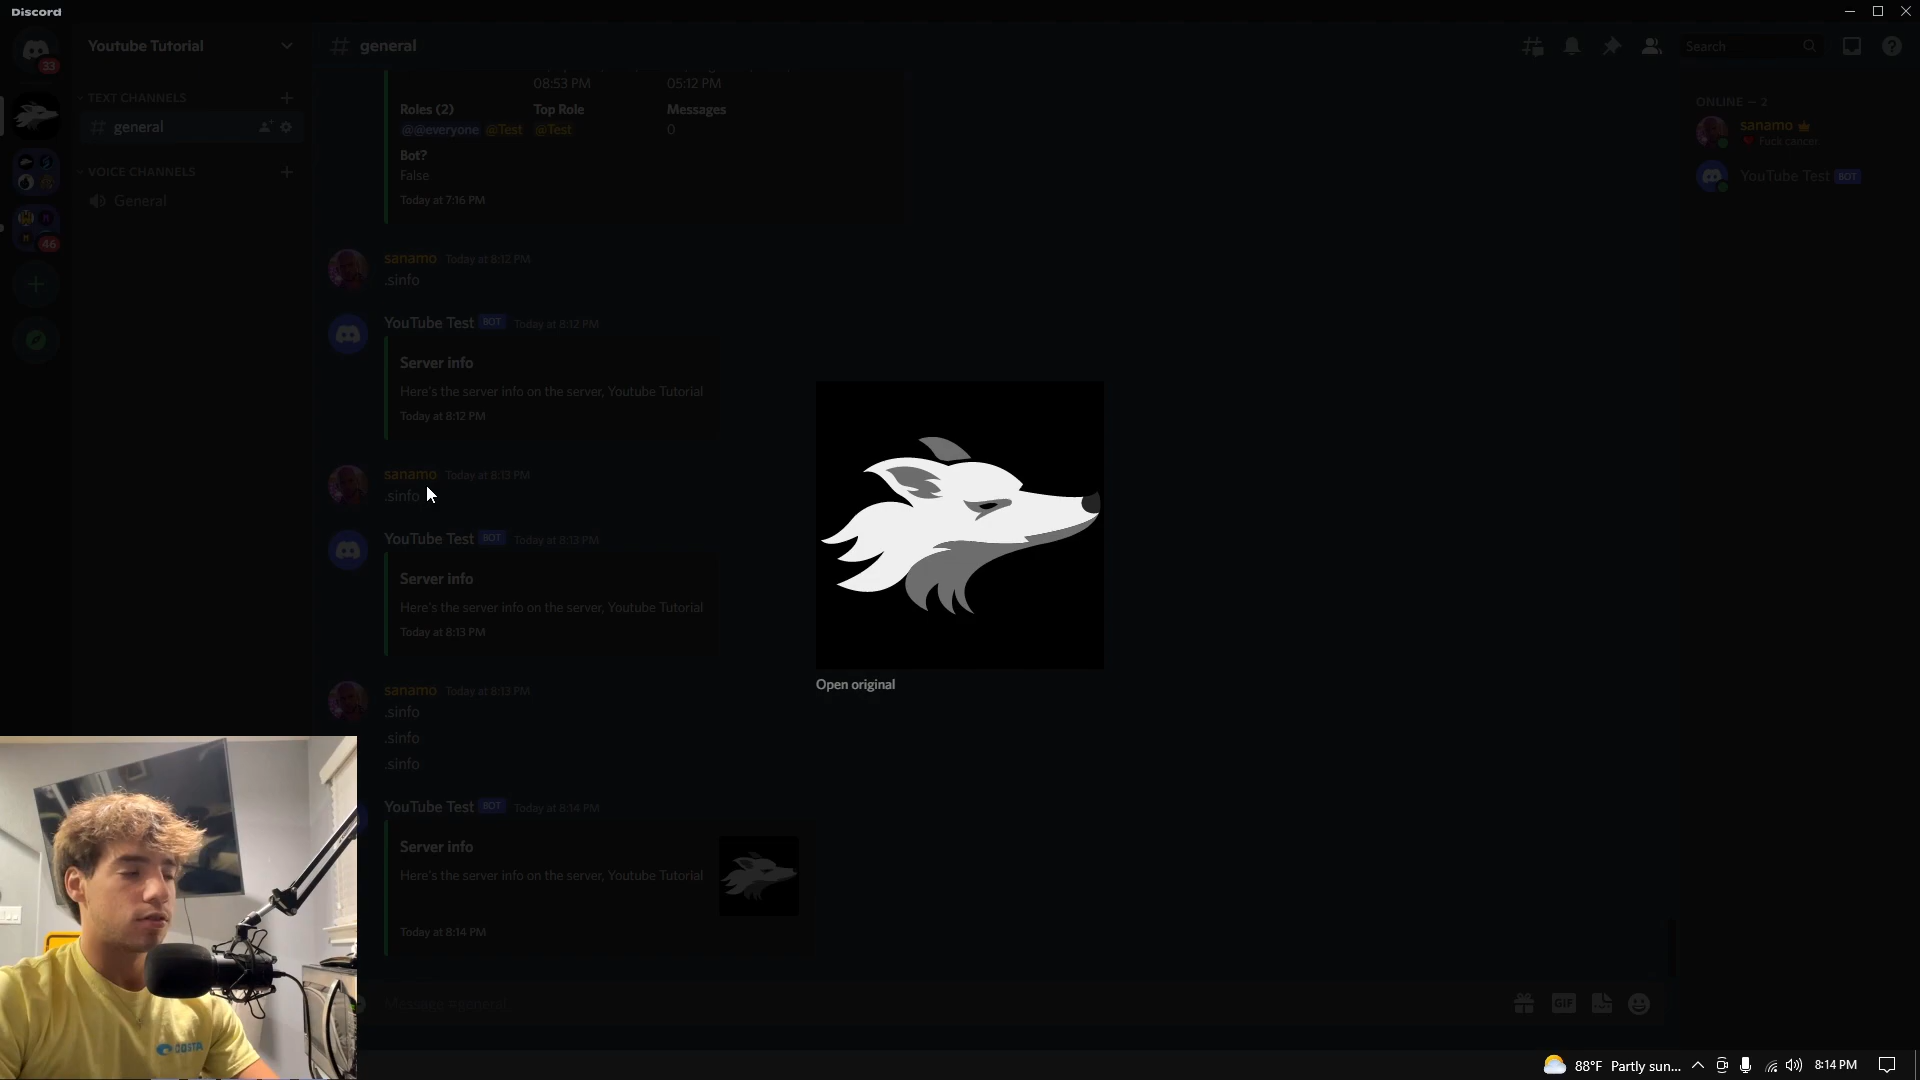 Discord
33
Youtube Tutorial
general
Search
TEXT CHANNELS
general
VOICE CHANNELS
General
46
08:53 PM
05:12 PM
Roles (2)
Top Role
Messages
@@everyone @Test
@Test
0
Bot?
False
Today at 7:16 PM
sanamo Today at 8:12 PM
.sinfo
YouTube Test BOT Today at 8:12 PM
Server info
Here's the server info on the server, Youtube Tutorial
Today at 8:12 PM
sanamo Today at 8:13 PM
.sinfo
YouTube Test BOT Today at 8:13 PM
Server info
Here's the server info on the server, Youtube Tutorial
Today at 8:13 PM
sanamo Today at 8:13 PM
.sinfo
.sinfo
.sinfo
YouTube Test BOT Today at 8:14 PM
Server info
Here's the server info on the server, Youtube Tutorial
Today at 8:14 PM
Message #general
GIF
Open original
ONLINE — 2
sanamo
Fuck cancer
YouTube Test BOT
COSTA
88°F Partly sun...
8:14 PM